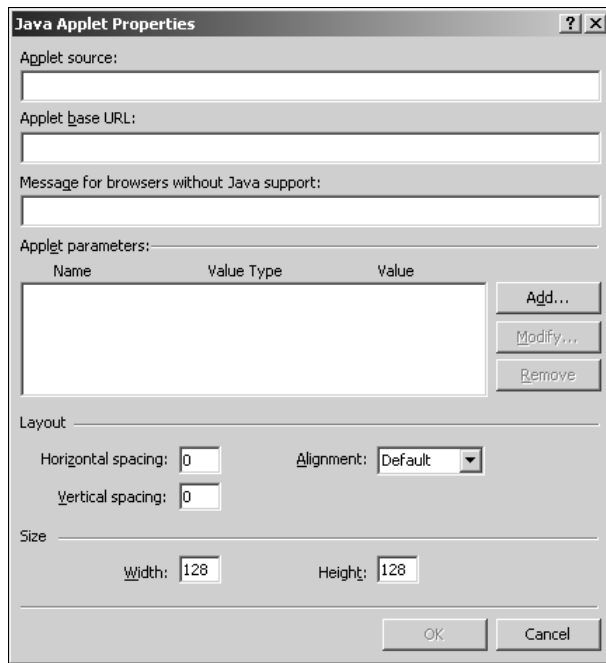 Java Applet Properties ? X
Applet source:
Applet base URL:
Message for browsers without Java support:
Applet parameters:
Name Value Type Value
Add...
Modify...
Remove
Layout
Horizontal spacing: 0 Alignment: Default
Vertical spacing: 0
Size
Width: 128 Height: 128
OK Cancel